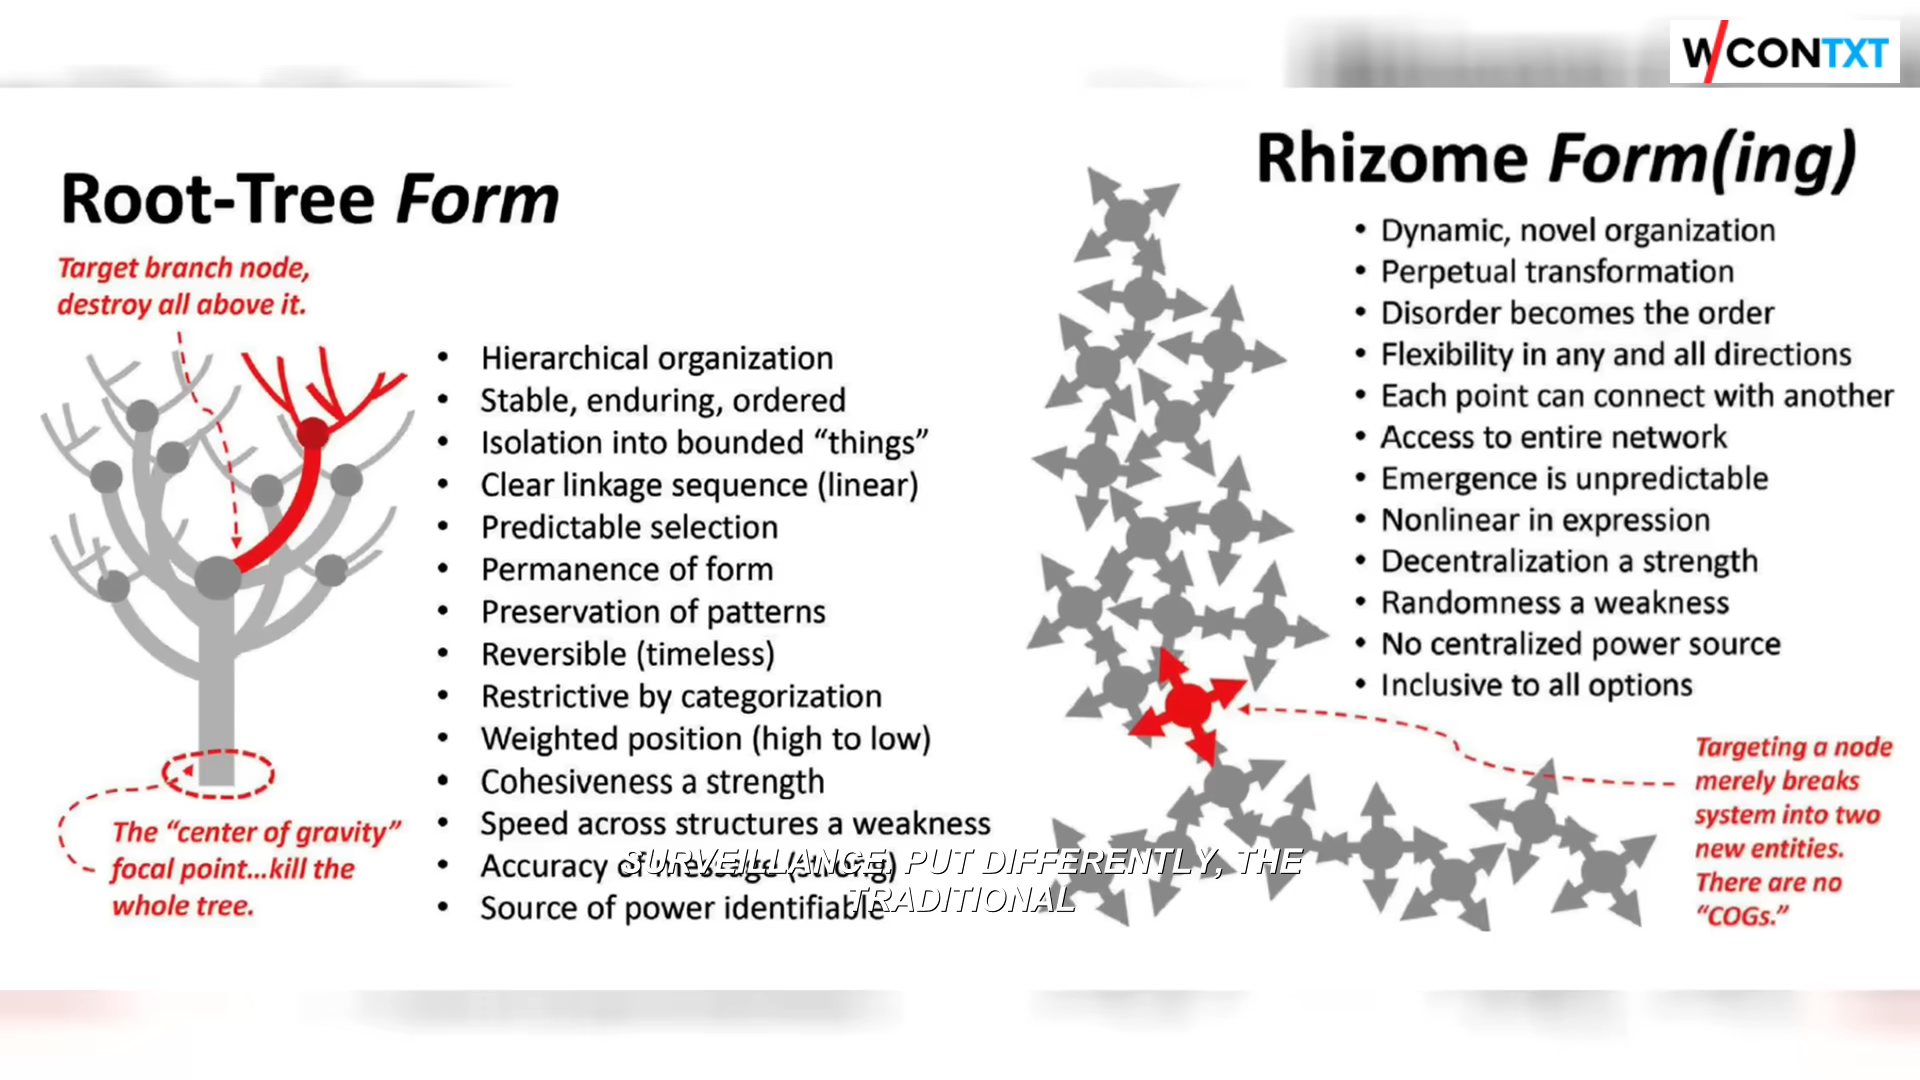 W/CONTXT
Root-Tree Form
Target branch node,
destroy all above it.
• Hierarchical organization
• Stable, enduring, ordered
• Isolation into bounded “things”
• Clear linkage sequence (linear)
• Predictable selection
• Permanence of form
• Preservation of patterns
• Reversible (timeless)
• Restrictive by categorization
• Weighted position (high to low)
• Cohesiveness a strength
• Speed across structures a weakness
• Accuracy of message (strong)
• Source of power identifiable
The “center of gravity”
focal point...kill the
whole tree.
Rhizome Form(ing)
• Dynamic, novel organization
• Perpetual transformation
• Disorder becomes the order
• Flexibility in any and all directions
• Each point can connect with another
• Access to entire network
• Emergence is unpredictable
• Nonlinear in expression
• Decentralization a strength
• Randomness a weakness
• No centralized power source
• Inclusive to all options
Targeting a node
merely breaks
system into two
new entities.
There are no
“COGs.”
SURVEILLANCE. PUT DIFFERENTLY, THE
TRADITIONAL